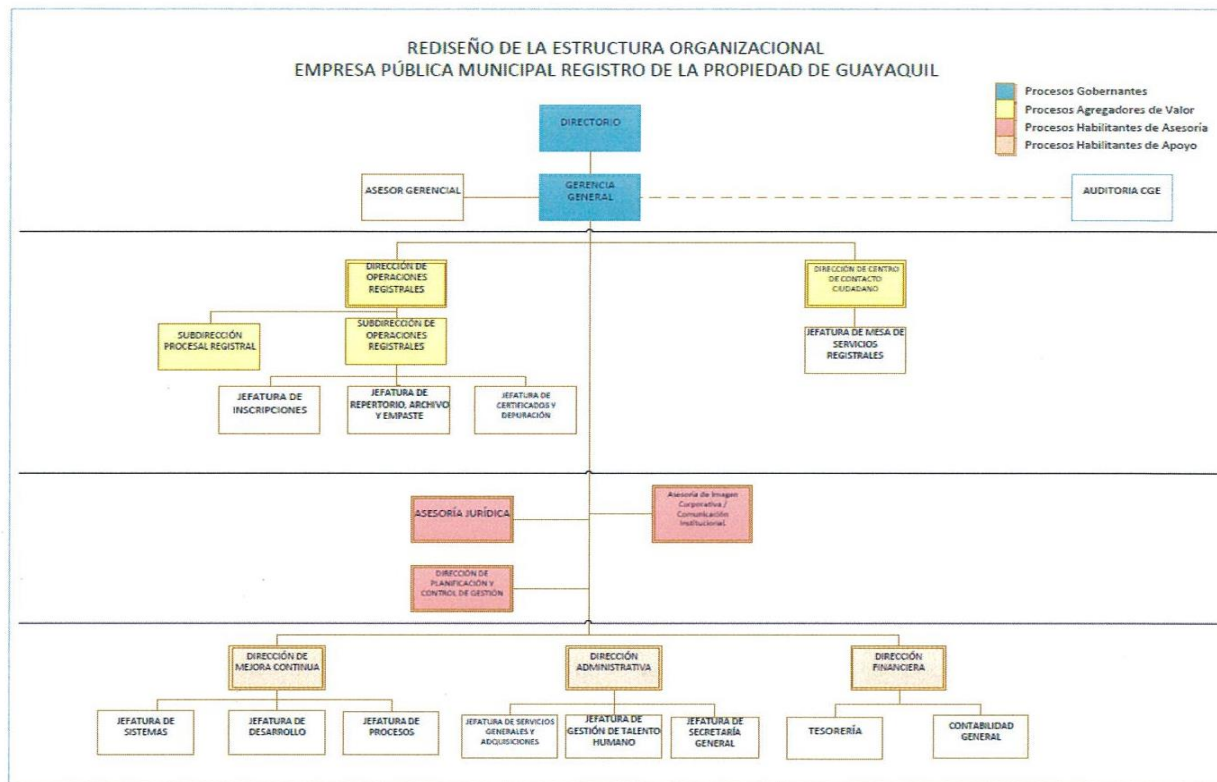 REDISEÑO DE LA ESTRUCTURA ORGANIZACIONAL
EMPRESA PÚBLICA MUNICIPAL REGISTRO DE LA PROPIEDAD DE GUAYAQUIL
Procesos Gobernantes
Procesos Agregadores de Valor
Procesos Habilitantes de Asesoría
Procesos Habilitantes de Apoyo
DIRECTORIO
ASESOR GERENCIAL
GERENCIA
GENERAL
AUDITORIA CGE
DIRECCIÓN DE
OPERACIONES
REGISTRALES
DIRECCIÓN DE CENTRO
DE CONTACTO
CIUDADANO
SUBDIRECCIÓN
PROCESAL REGISTRAL
SUBDIRECCIÓN DE
OPERACIONES
REGISTRALES
JEFATURA DE MESA DE
SERVICIOS
REGISTRALES
JEFATURA DE
INSCRIPCIONES
JEFATURA DE
REPERTORIO, ARCHIVO
Y EMPASTE
JEFATURA DE
CERTIFICADOS Y
DEPURACIÓN
ASESORÍA JURÍDICA
Asesoría de Imagen
Corporativa /
Comunicación
Institucional.
DIRECCIÓN DE
PLANIFICACIÓN Y
CONTROL DE GESTIÓN
DIRECCIÓN DE
MEJORA CONTINUA
DIRECCIÓN
ADMINISTRATIVA
DIRECCIÓN
FINANCIERA
JEFATURA DE
SISTEMAS
JEFATURA DE
DESARROLLO
JEFATURA DE
PROCESOS
JEFATURA DE SERVICIOS
GENERALES Y
ADQUISICIONES
JEFATURA DE
GESTIÓN DE TALENTO
HUMANO
JEFATURA DE
SECRETARÍA
GENERAL
TESORERÍA
CONTABILIDAD
GENERAL